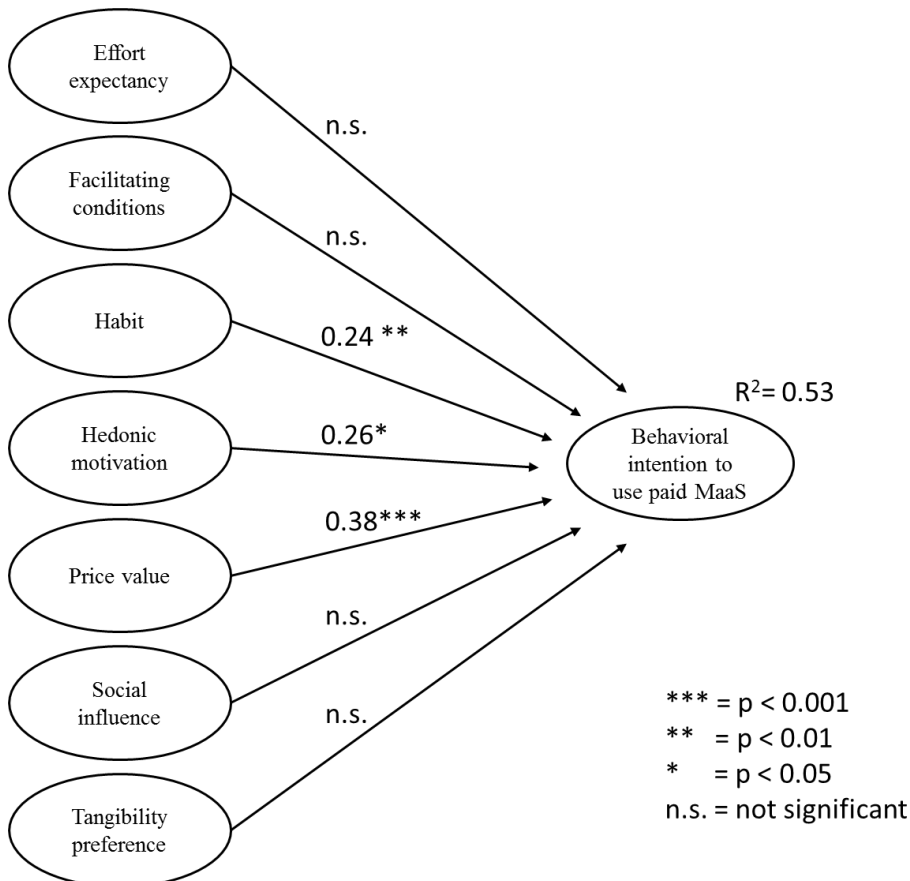 Effort
expectancy
n.s.
Facilitating
conditions
n.s.
Habit
0.24 **
R²= 0.53
Hedonic
motivation
0.26*
Behavioral
intention to
use paid MaaS
0.38***
Price value
n.s.
Social
influence
n.s.
*** = p < 0.001
** = p < 0.01
* = p < 0.05
n.s. = not significant
Tangibility
preference